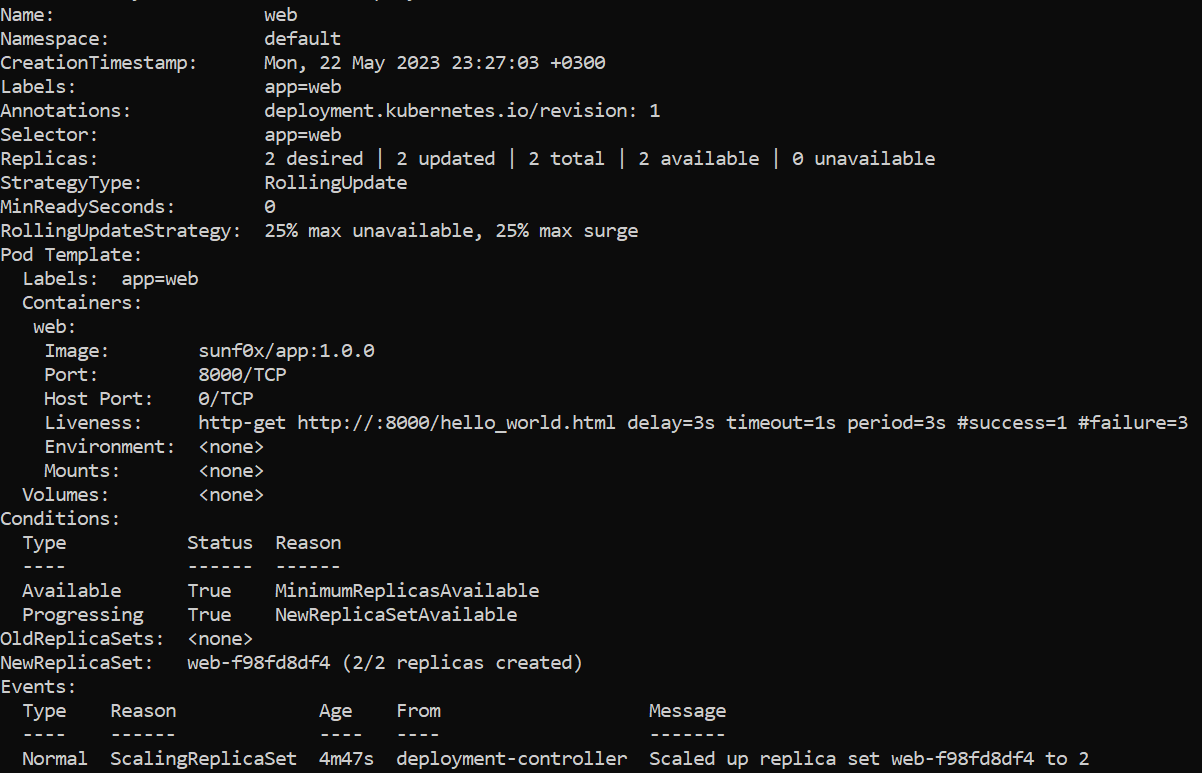 Name:                   web
Namespace:              default
CreationTimestamp:      Mon, 22 May 2023 23:27:03 +0300
Labels:                 app=web
Annotations:            deployment.kubernetes.io/revision: 1
Selector:               app=web
Replicas:               2 desired | 2 updated | 2 total | 2 available | 0 unavailable
StrategyType:           RollingUpdate
MinReadySeconds:        0
RollingUpdateStrategy:  25% max unavailable, 25% max surge
Pod Template:
  Labels:  app=web
  Containers:
   web:
    Image:        sunf0x/app:1.0.0
    Port:         8000/TCP
    Host Port:    0/TCP
    Liveness:     http-get http://:8000/hello_world.html delay=3s timeout=1s period=3s #success=1 #failure=3
    Environment:  <none>
    Mounts:       <none>
  Volumes:        <none>
Conditions:
  Type           Status  Reason
  ----           ------  ------
  Available      True    MinimumReplicasAvailable
  Progressing    True    NewReplicaSetAvailable
OldReplicaSets:  <none>
NewReplicaSet:   web-f98fd8df4 (2/2 replicas created)
Events:
  Type    Reason             Age    From                   Message
  ----    ------             ----   ----                   -------
  Normal  ScalingReplicaSet  4m47s  deployment-controller  Scaled up replica set web-f98fd8df4 to 2